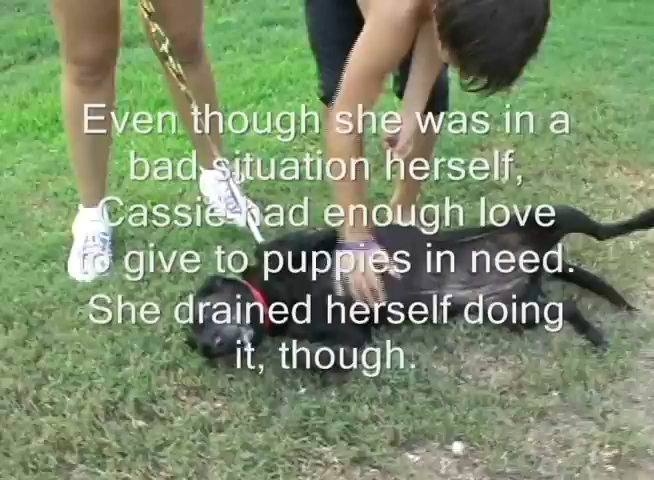 Even though she was in a
bad situation herself,
Cassie had enough love
to give to puppies in need.
She drained herself doing
it, though.